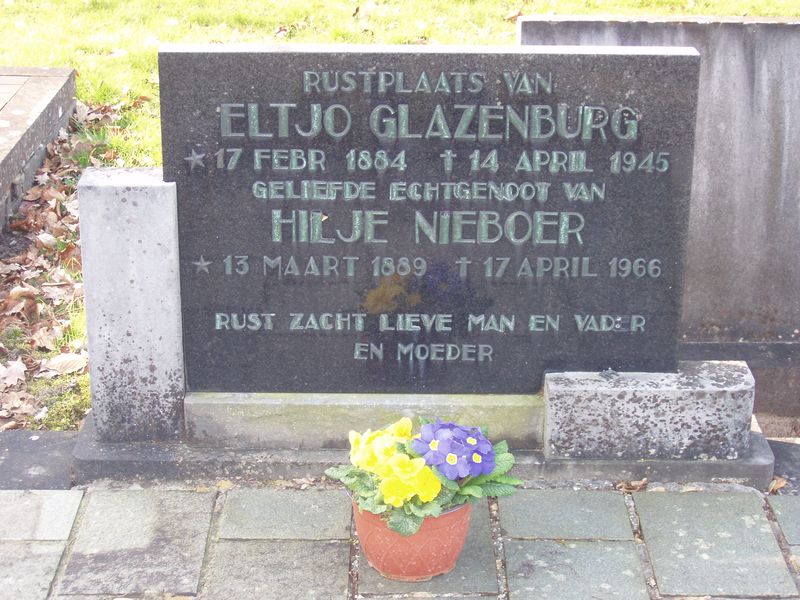 RUSTPLAATS VAN
ELTJO GLAZENBURG
★ 17 FEBR 1884 ✝ 14 APRIL 1945
GELIEFDE ECHTGENOOT VAN
HILJE NIEBOER
★ 13 MAART 1889 ✝ 17 APRIL 1966
RUST ZACHT LIEVE MAN EN VADER
EN MOEDER